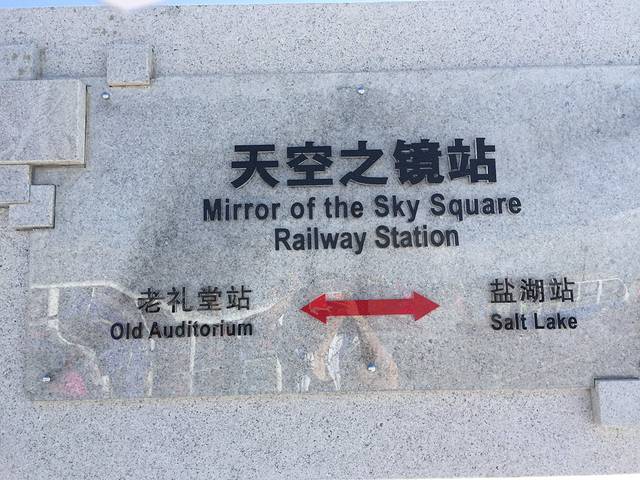 天空之镜站
Mirror of the Sky Square
Railway Station
老礼堂站
Old Auditorium
盐湖站
Salt Lake